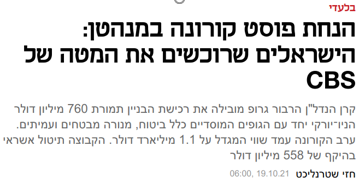 בלעדי
הנחת פוסט קורונה במנהטן:
הישראלים שרוכשים את המטה של
CBS
קרן הנדל"ן הרבור גרופ מובילה את רכישת הבניין תמורת 760 מיליון דולר
הניו־יורקי יחד עם הגופים המוסדיים כלל ביטוח, מנורה מבטחים ועמיתים.
ערב הקורונה עמד שווי המגדל על 1.1 מיליארד דולר. הקבוצה תיטול אשראי
בהיקף של 558 מיליון דולר
חזי שטרנליכט 06:00, 19.10.21